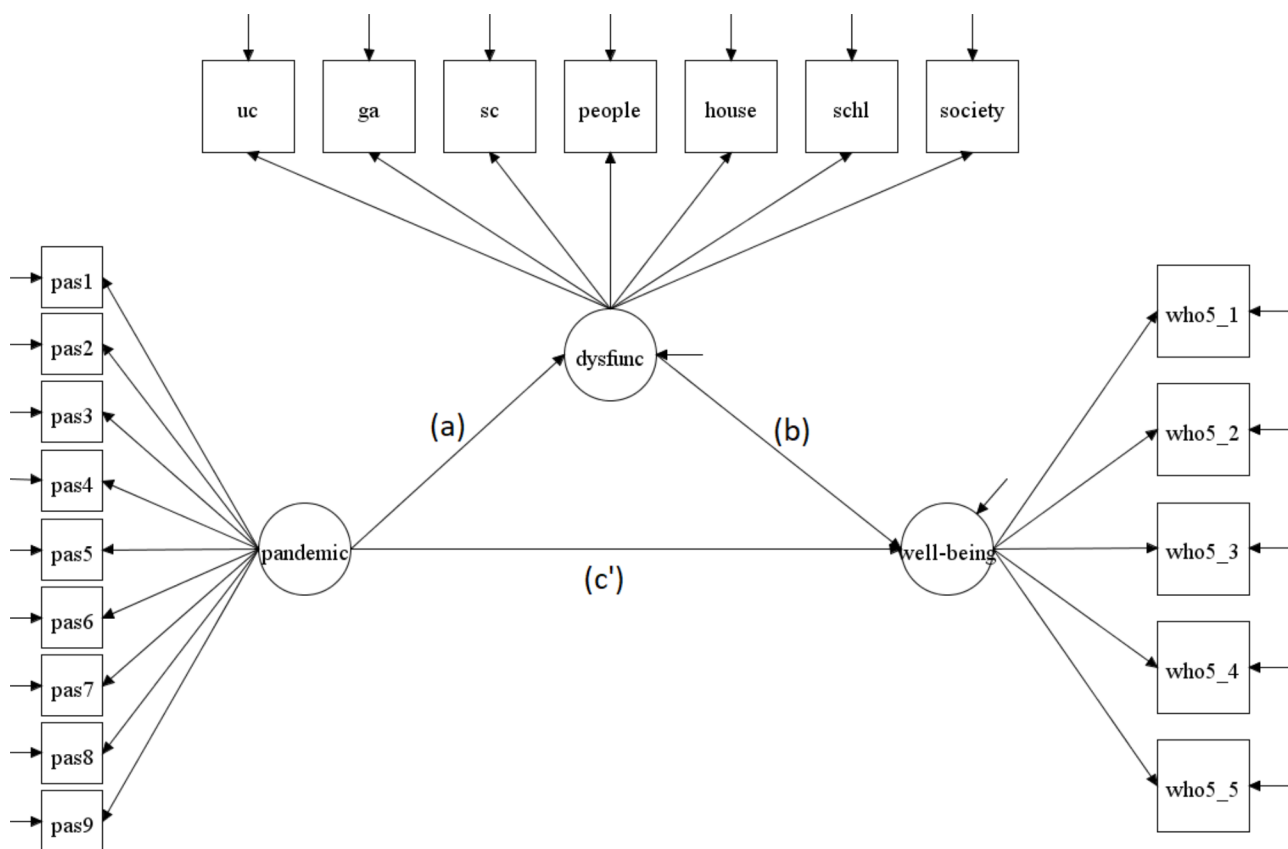 uc
ga
sc
people
house
schl
society
pas1
pas2
pas3
pas4
pas5
pas6
pas7
pas8
pas9
dysfunc
(a)
(b)
pandemic
well-being
(c')
who5_1
who5_2
who5_3
who5_4
who5_5